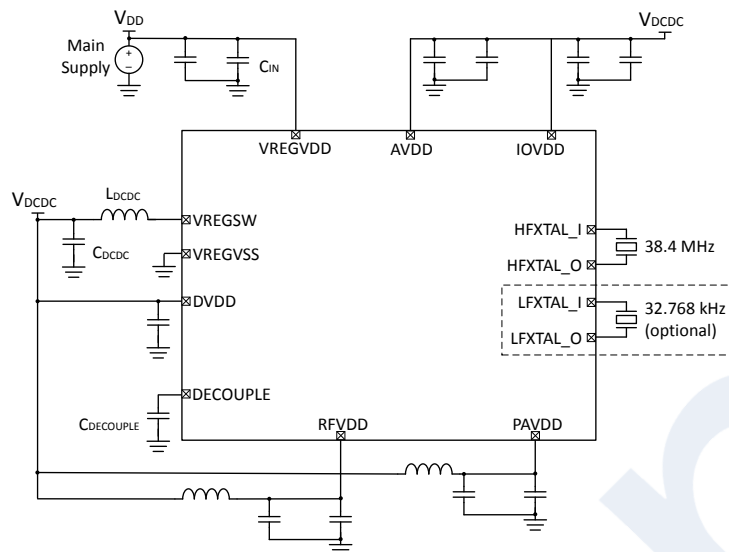 VDD
VDCDC
Main
Supply
+
−
CIN
VREGVDD
AVDD
IOVDD
VDCDC
LDCDC
VREGSW
HFXTAL_I
38.4 MHz
CDCDC
VREGVSS
HFXTAL_O
DVDD
LFXTAL_I
32.768 kHz
(optional)
LFXTAL_O
DECOUPLE
CDECOUPLE
RFVDD
PAVDD